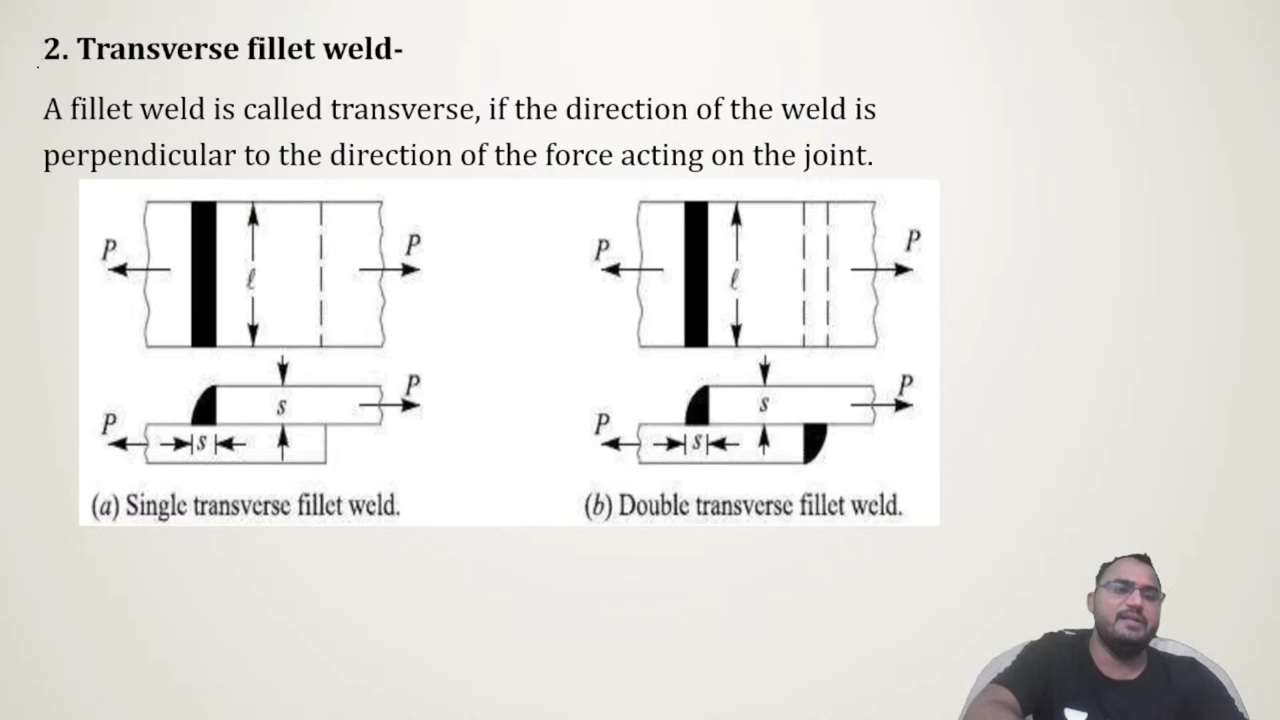 2. Transverse fillet weld-
A fillet weld is called transverse, if the direction of the weld is
perpendicular to the direction of the force acting on the joint.
P ℓ P
P ℓ P
P s P
s
P s P
s
(a) Single transverse fillet weld.
(b) Double transverse fillet weld.